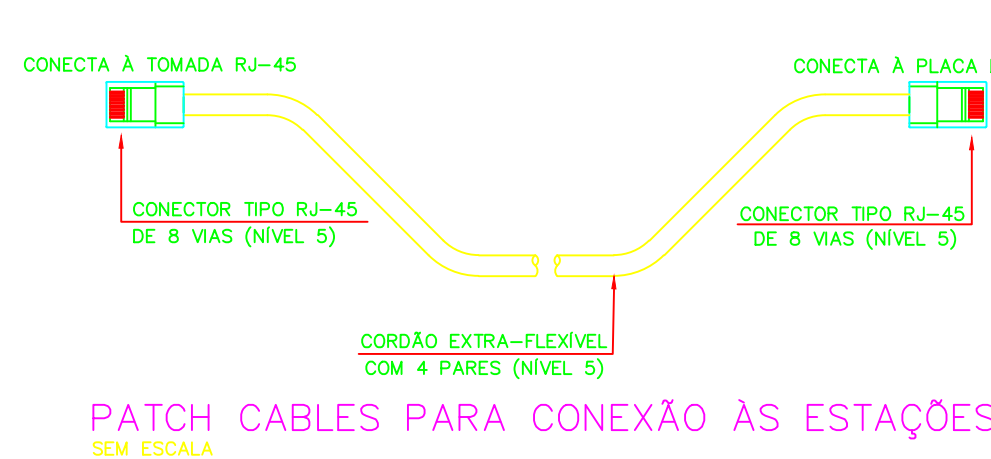 CONECTA À TOMADA RJ-45
CONECTA À PLACA
CONECTOR TIPO RJ-45
DE 8 VIAS (NÍVEL 5)
CONECTOR TIPO RJ-45
DE 8 VIAS (NÍVEL 5)
CORDÃO EXTRA-FLEXÍVEL
COM 4 PARES (NÍVEL 5)
PATCH CABLES PARA CONEXÃO ÀS ESTAÇÕES
SEM ESCALA